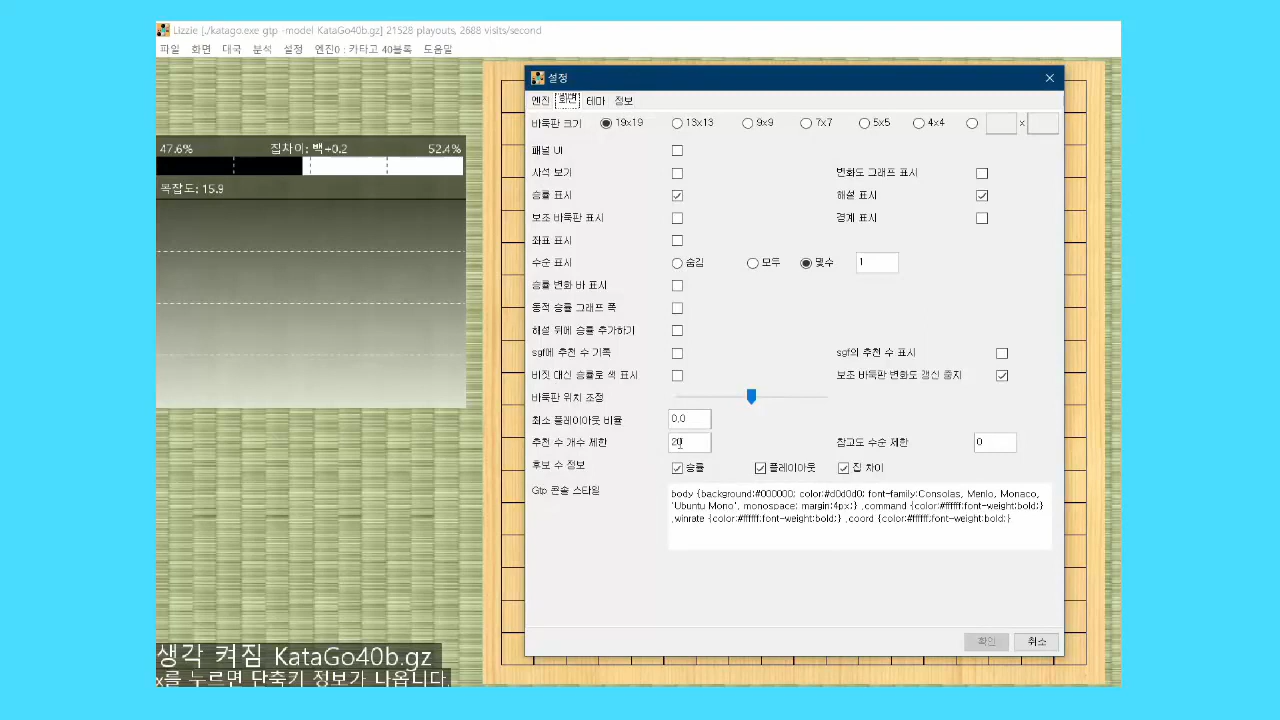 Lizzie [./katago.exe gtp -model KataGo40b.gz] 21528 playouts, 2688 visits/second
파일 화면 대국 분석 설정 엔진0 : 카타고 40블록 도움말
47.6% 집차이: 백+0.2 52.4%
복잡도: 15.9
생각 켜짐 KataGo40b.gz
x를 누르면 단축키 정보가 나옵니다.
설정
엔진 화면 테마 정보
바둑판 크기 19x19 13x13 9x9 7x7 5x5 4x4 x
패널 UI
사석 보기 변화도 그래프 표시
승률 표시 해설 표시
보조 바둑판 표시 경계 표시
좌표 표시
수순 표시 숨김 모두 몇수 1
승률 변화 바 표시
동적 승률 그래프 폭
해설 위에 승률 추가하기
sgf에 추천 수 기록 sgf의 추천 수 표시
비짓 대신 승률로 색 표시 보조 바둑판 변화도 갱신 중지
바둑판 위치 조정
최소 플레이아웃 비율 0.0
추천 수 개수 제한 20 참고도 수순 제한 0
후보 수 정보 승률 플레이아웃 집 차이
Gtp 콘솔 스타일
body {background:#000000; color:#d0d0d0; font-family:Consolas, Menlo, Monaco,
'Ubuntu Mono', monospace; margin:4px;} .command {color:#ffffff;font-weight:bold;}
.winrate {color:#ffffff;font-weight:bold;} .coord {color:#ffffff;font-weight:bold;}
확인 취소